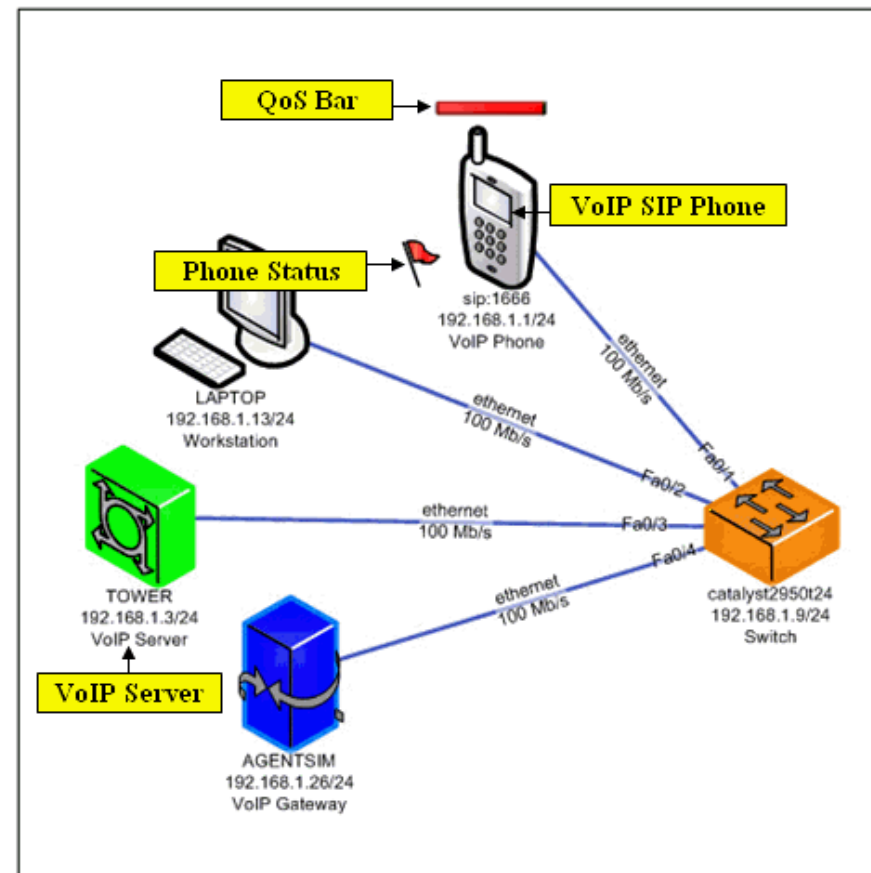 QoS Bar
VoIP SIP Phone
Phone Status
sip:1666
192.168.1.1/24
VoIP Phone
ethernet
100 Mb/s
Fa0/1
LAPTOP
192.168.1.13/24
Workstation
ethernet
100 Mb/s
Fa0/2
TOWER
192.168.1.3/24
VoIP Server
VoIP Server
ethernet
100 Mb/s
Fa0/3
AGENTSIM
192.168.1.26/24
VoIP Gateway
ethernet
100 Mb/s
Fa0/4
catalyst2950t24
192.168.1.9/24
Switch